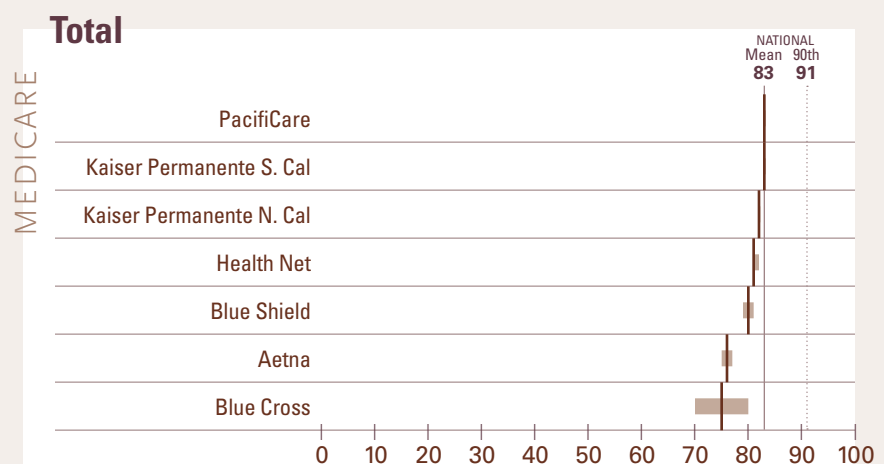 Total
NATIONAL
Mean 90th
83 91
MEDICARE
PacifiCare
Kaiser Permanente S. Cal
Kaiser Permanente N. Cal
Health Net
Blue Shield
Aetna
Blue Cross
0 10 20 30 40 50 60 70 80 90 100